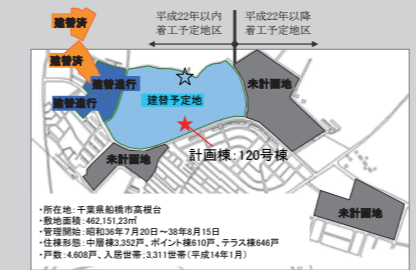 平成22年以内
着工予定地区
平成22年以降
着工予定地区
建替済
建替済
建替進行
建替進行
建替予定地
未計画地
計画棟:120号棟
未計画地
未計画地
・所在地:千葉県船橋市高根台
・敷地面積:462,151,23㎡
・管理開始:昭和36年7月20日〜38年8月15日
・住棟形態:中層棟3,352戸、ポイント棟610戸、テラス棟646戸
・戸数:4,608戸、入居世帯:3,311世帯(平成14年1月)